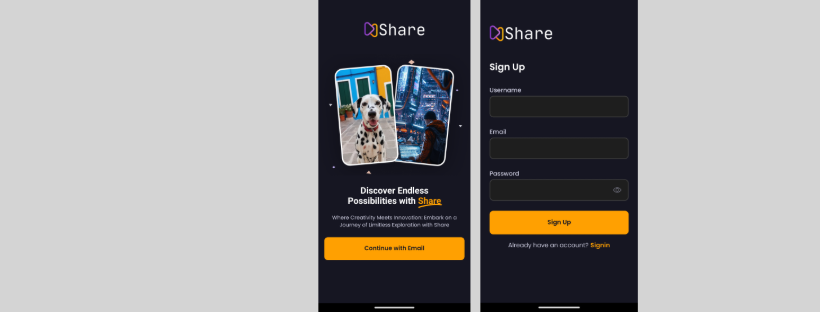 Share
Discover Endless
Possibilities with Share
Where Creativity Meets Innovation: Embark on a
Journey of Limitless Exploration with Share
Continue with Email
Share
Sign Up
Username
Email
Password
Sign Up
Already have an account? Signin